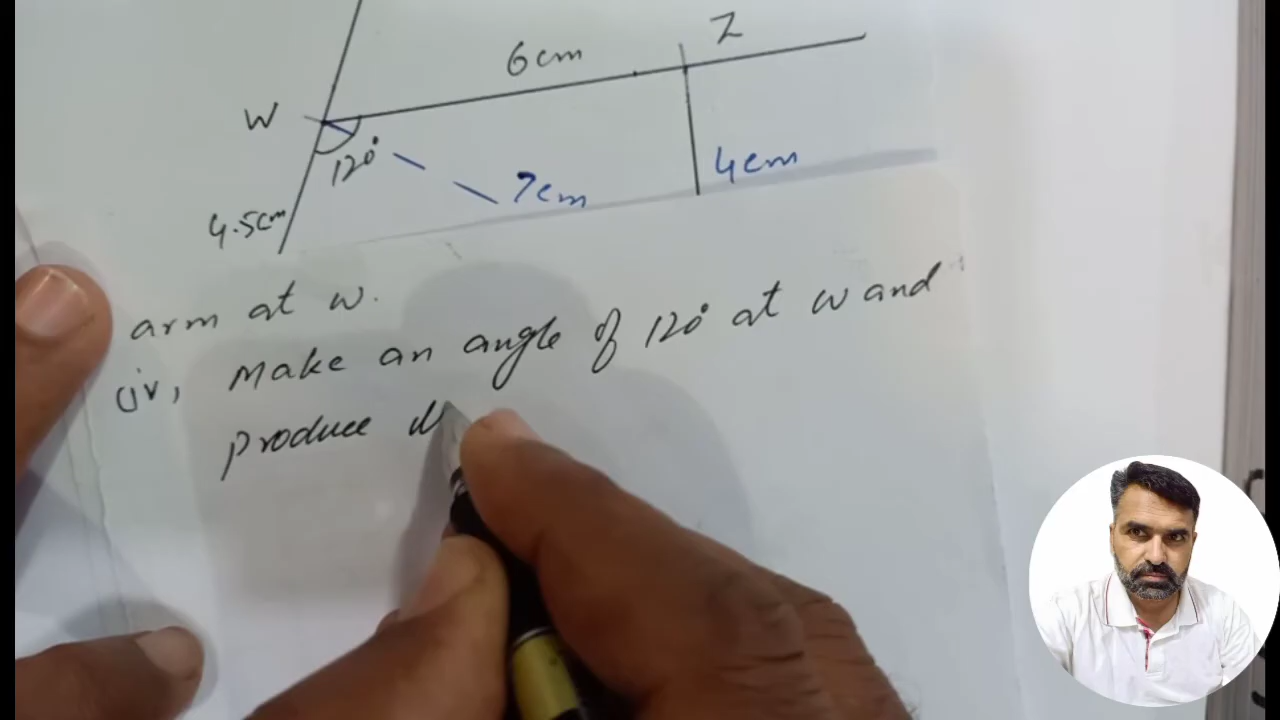 Z
6cm
W
120°
4cm
7cm
4.5cm
arm at w.
(iv, Make an angle of 120° at w and
produce